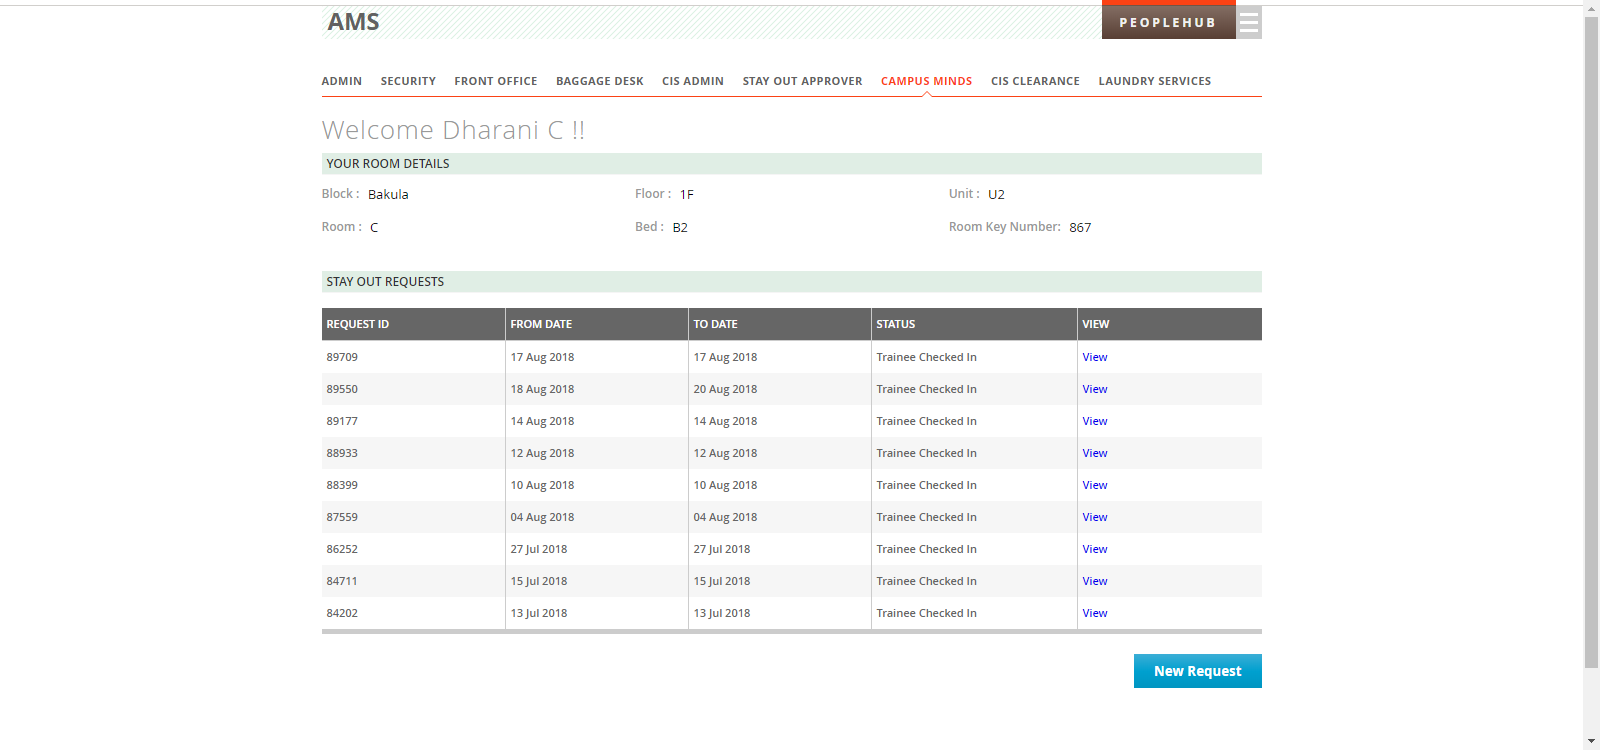 AMS
PEOPLEHUB
ADMIN SECURITY FRONT OFFICE BAGGAGE DESK CIS ADMIN STAY OUT APPROVER CAMPUS MINDS CIS CLEARANCE LAUNDRY SERVICES
Welcome Dharani C !!
YOUR ROOM DETAILS
Block : Bakula Floor : 1F Unit : U2
Room : C Bed : B2 Room Key Number: 867
STAY OUT REQUESTS
REQUEST ID FROM DATE TO DATE STATUS VIEW
89709 17 Aug 2018 17 Aug 2018 Trainee Checked In View
89550 18 Aug 2018 20 Aug 2018 Trainee Checked In View
89177 14 Aug 2018 14 Aug 2018 Trainee Checked In View
88933 12 Aug 2018 12 Aug 2018 Trainee Checked In View
88399 10 Aug 2018 10 Aug 2018 Trainee Checked In View
87559 04 Aug 2018 04 Aug 2018 Trainee Checked In View
86252 27 Jul 2018 27 Jul 2018 Trainee Checked In View
84711 15 Jul 2018 15 Jul 2018 Trainee Checked In View
84202 13 Jul 2018 13 Jul 2018 Trainee Checked In View
New Request